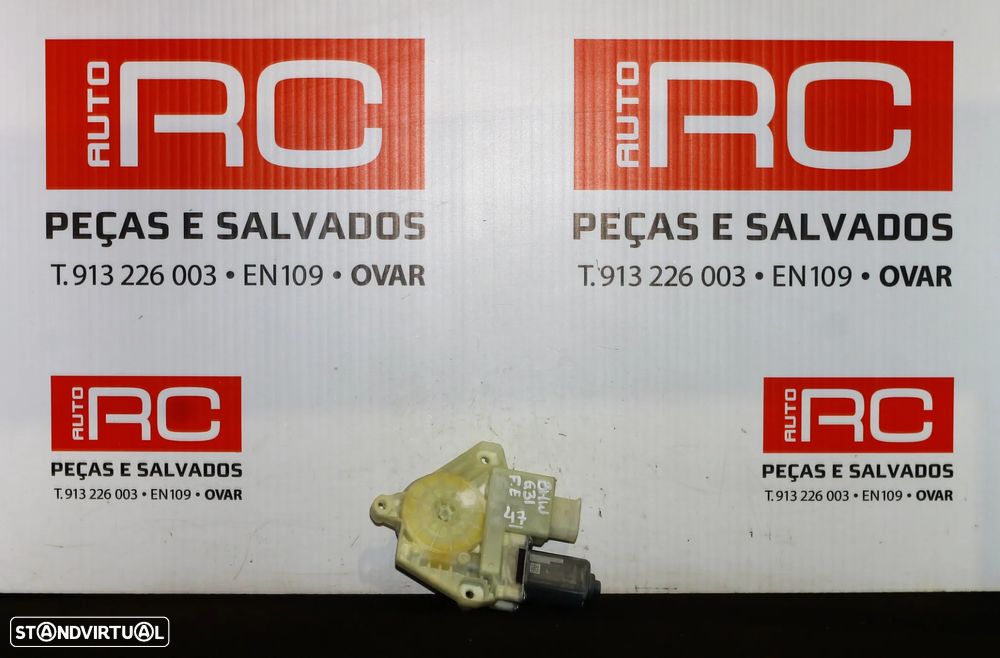 AUTO RC
PEÇAS E SALVADOS
T. 913 226 003 • EN109 • OVAR
AUTO RC
PEÇAS E SALVADOS
T. 913 226 003 • EN109 • OVAR
AUTO RC
PEÇAS E SALVADOS
T. 913 226 003 • EN109 • OVAR
AUTO RC
PEÇAS E SALVADOS
T. 913 226 003 • EN109 • OVAR
BMW
G31
F.E
47
STANDVIRTUAL